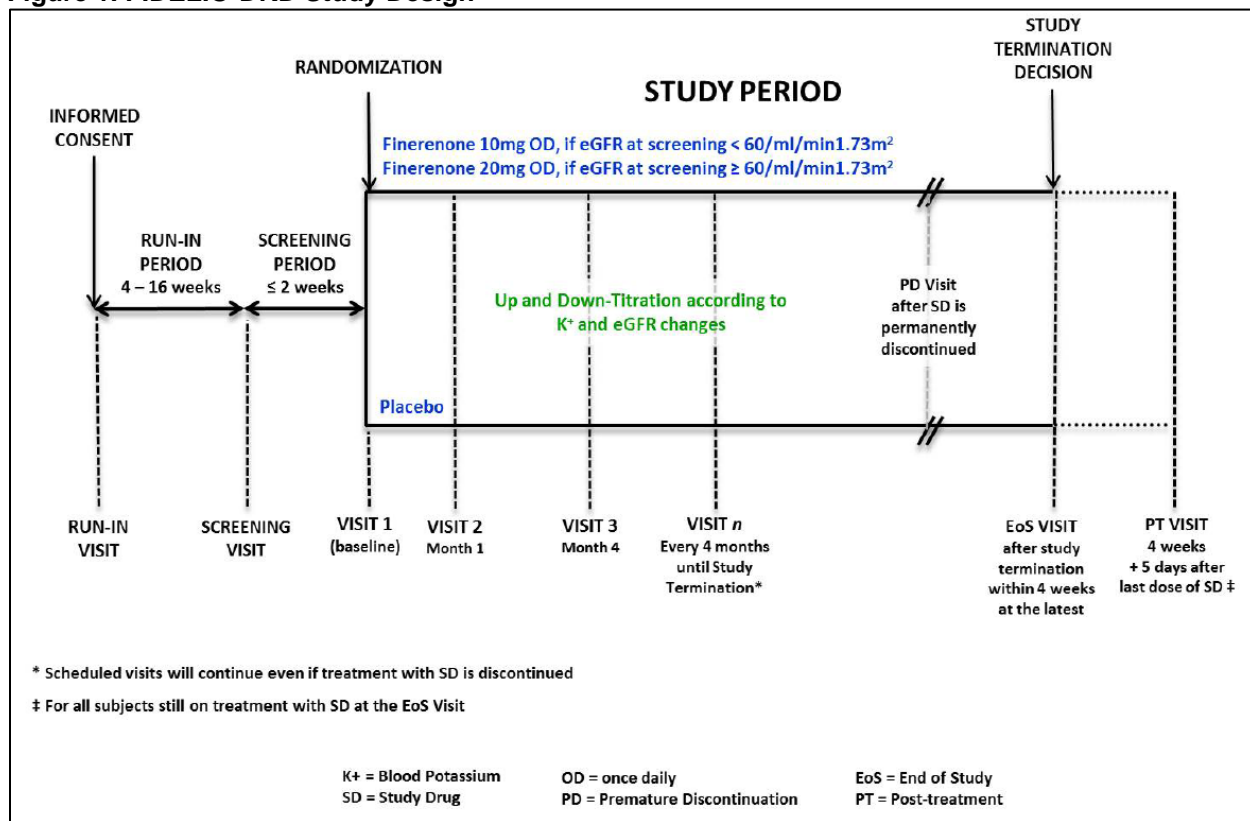 Figure 1. FIDELIO-DKD Study Design
STUDY
TERMINATION
DECISION
RANDOMIZATION
STUDY PERIOD
INFORMED
CONSENT
Finerenone 10mg OD, if eGFR at screening < 60/ml/min1.73m²
Finerenone 20mg OD, if eGFR at screening ≥ 60/ml/min1.73m²
RUN-IN
PERIOD
4 – 16 weeks
SCREENING
PERIOD
≤ 2 weeks
Up and Down-Titration according to
K⁺ and eGFR changes
PD Visit
after SD is
permanently
discontinued
Placebo
RUN-IN
VISIT
SCREENING
VISIT
VISIT 1
(baseline)
VISIT 2
Month 1
VISIT 3
Month 4
VISIT n
Every 4 months
until Study
Termination*
EoS VISIT
after study
termination
within 4 weeks
at the latest
PT VISIT
4 weeks
+ 5 days after
last dose of SD ‡
* Scheduled visits will continue even if treatment with SD is discontinued
‡ For all subjects still on treatment with SD at the EoS Visit
K+ = Blood Potassium
SD = Study Drug
OD = once daily
PD = Premature Discontinuation
EoS = End of Study
PT = Post-treatment